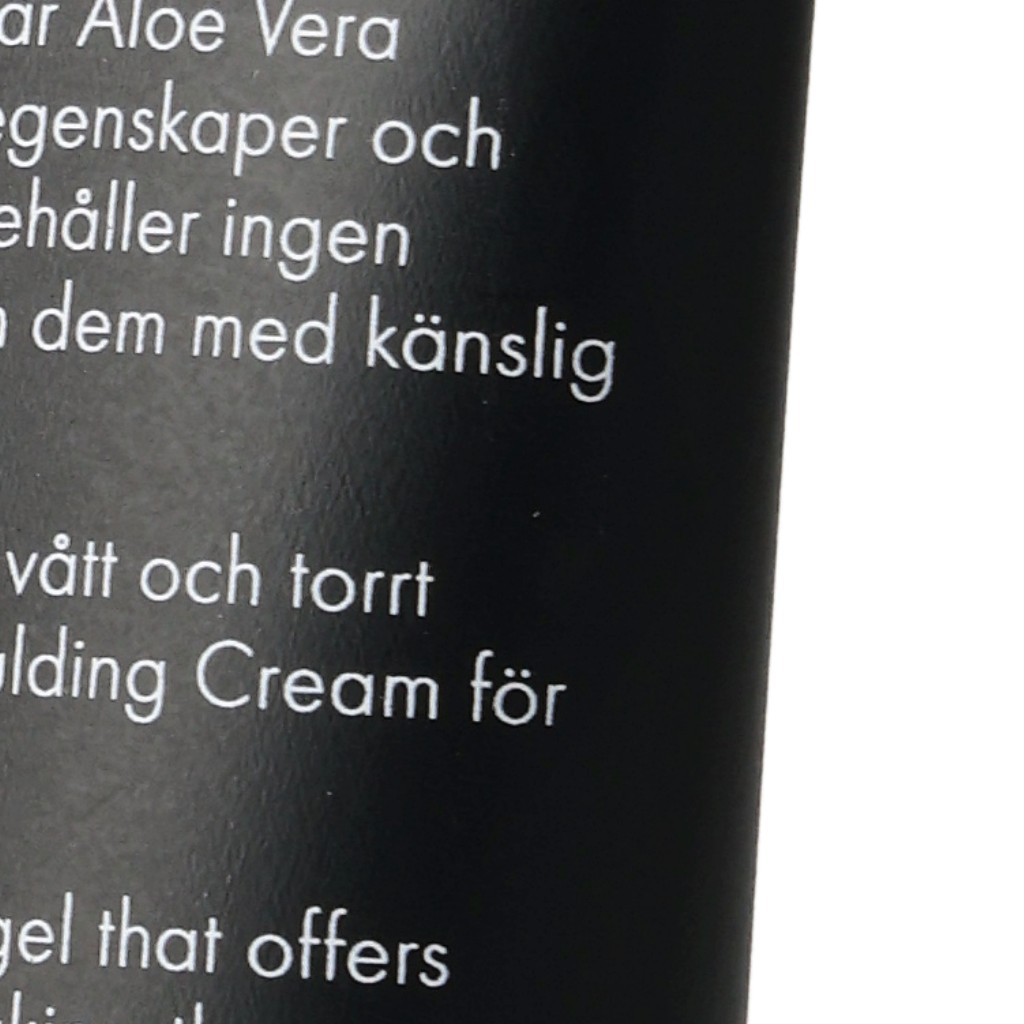 ar Aloe Vera
egenskaper och
ehåller ingen
dem med känslig
vått och torrt
ulding Cream för
gel that offers